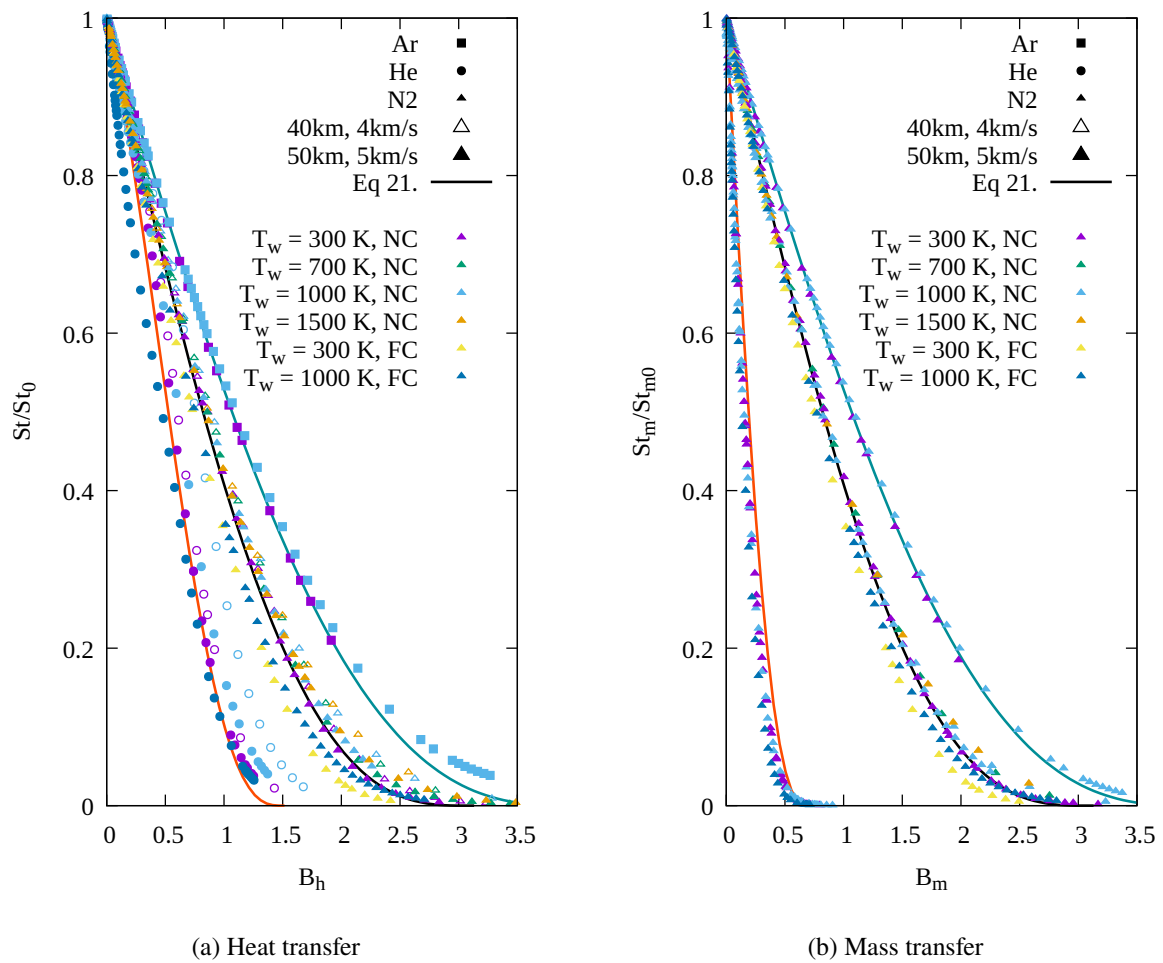 1
0.8
0.6
0.4
0.2
0
0 0.5 1 1.5 2 2.5 3 3.5
St/St0
Bh
Ar
He
N2
40km, 4km/s
50km, 5km/s
Eq 21.
Tw = 300 K, NC
Tw = 700 K, NC
Tw = 1000 K, NC
Tw = 1500 K, NC
Tw = 300 K, FC
Tw = 1000 K, FC
(a) Heat transfer
1
0.8
0.6
0.4
0.2
0
0 0.5 1 1.5 2 2.5 3 3.5
Stm/Stm0
Bm
Ar
He
N2
40km, 4km/s
50km, 5km/s
Eq 21.
Tw = 300 K, NC
Tw = 700 K, NC
Tw = 1000 K, NC
Tw = 1500 K, NC
Tw = 300 K, FC
Tw = 1000 K, FC
(b) Mass transfer